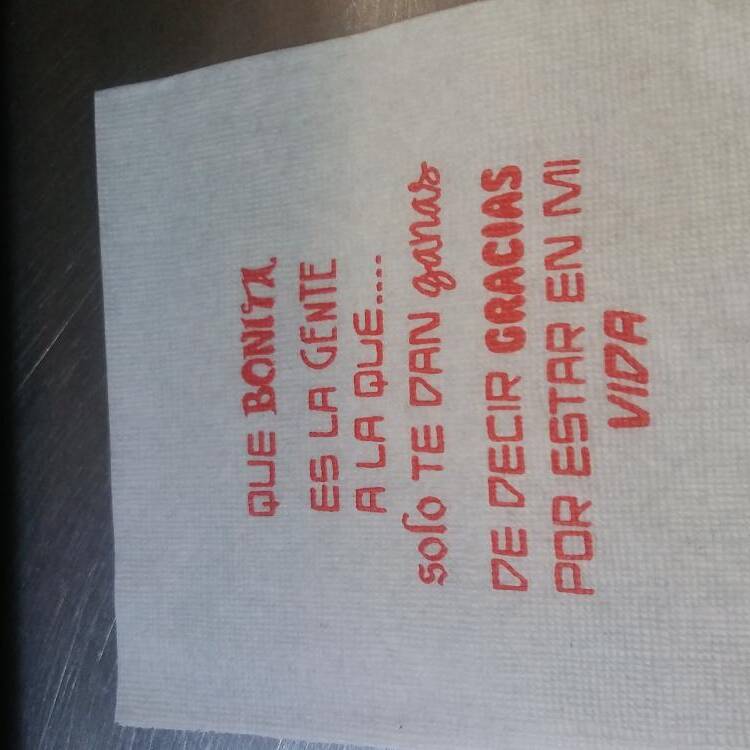 QUE BONITA
ES LA GENTE
A LA QUE....
solo TE DAN ganas
DE DECIR GRACIAS
POR ESTAR EN MI
VIDA